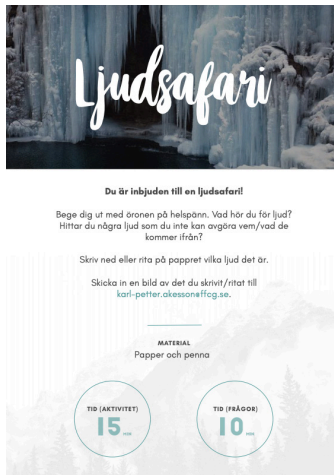 Ljudsafari
Du är inbjuden till en ljudsafari!
Bege dig ut med öronen på helspänn. Vad hör du för ljud?
Hittar du några ljud som du inte kan avgöra vem/vad de
kommer ifrån?
Skriv ned eller rita på pappret vilka ljud det är.
Skicka in en bild av det du skrivit/ritat till
karl-petter.akesson@ffcg.se.
MATERIAL
Papper och penna
TID (AKTIVITET)
15 MIN
TID (FRÅGOR)
10 MIN